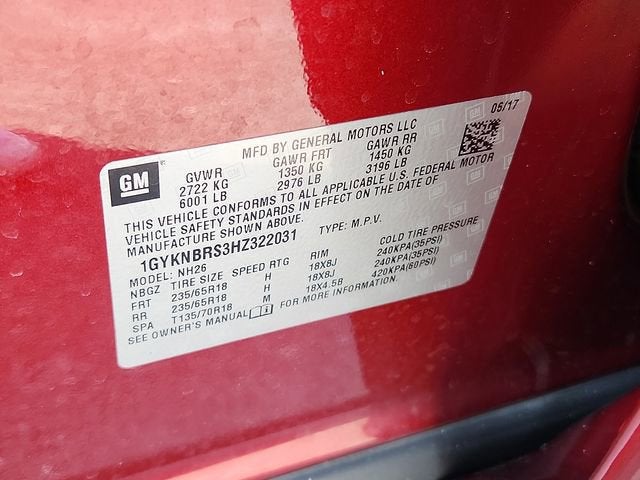 06/17
GM
MFD BY GENERAL MOTORS LLC
GVWR GAWR FRT GAWR RR
2722 KG 1350 KG 1450 KG
6001 LB 2976 LB 3196 LB
THIS VEHICLE CONFORMS TO ALL APPLICABLE U.S. FEDERAL MOTOR
VEHICLE SAFETY STANDARDS IN EFFECT ON THE DATE OF
MANUFACTURE SHOWN ABOVE.
1GYKNBRS3HZ322031 TYPE: M.P.V.
MODEL: NH26
NBGZ TIRE SIZE SPEED RTG RIM COLD TIRE PRESSURE
FRT 235/65R18 H 18X8J 240KPA(35PSI)
RR 235/65R18 H 18X8J 240KPA(35PSI)
SPA T135/70R18 M 18X4.5B 420KPA(60PSI)
SEE OWNER'S MANUAL FOR MORE INFORMATION.